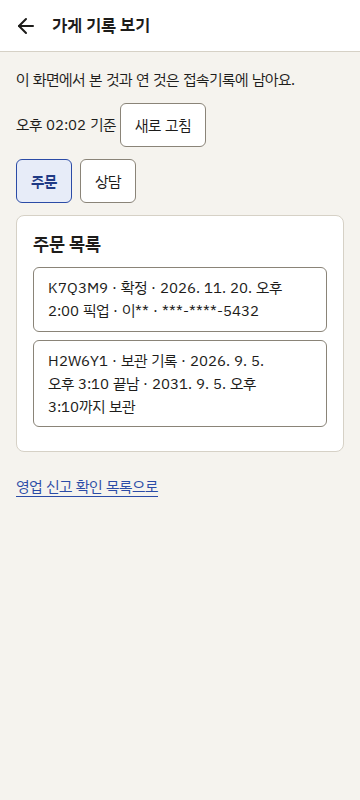 가게 기록 보기
이 화면에서 본 것과 연 것은 접속기록에 남아요.
오후 02:02 기준
새로 고침
주문
상담
주문 목록
K7Q3M9 · 확정 · 2026. 11. 20. 오후
2:00 픽업 · 이** · ***-****-5432
H2W6Y1 · 보관 기록 · 2026. 9. 5.
오후 3:10 끝남 · 2031. 9. 5. 오후
3:10까지 보관
영업 신고 확인 목록으로